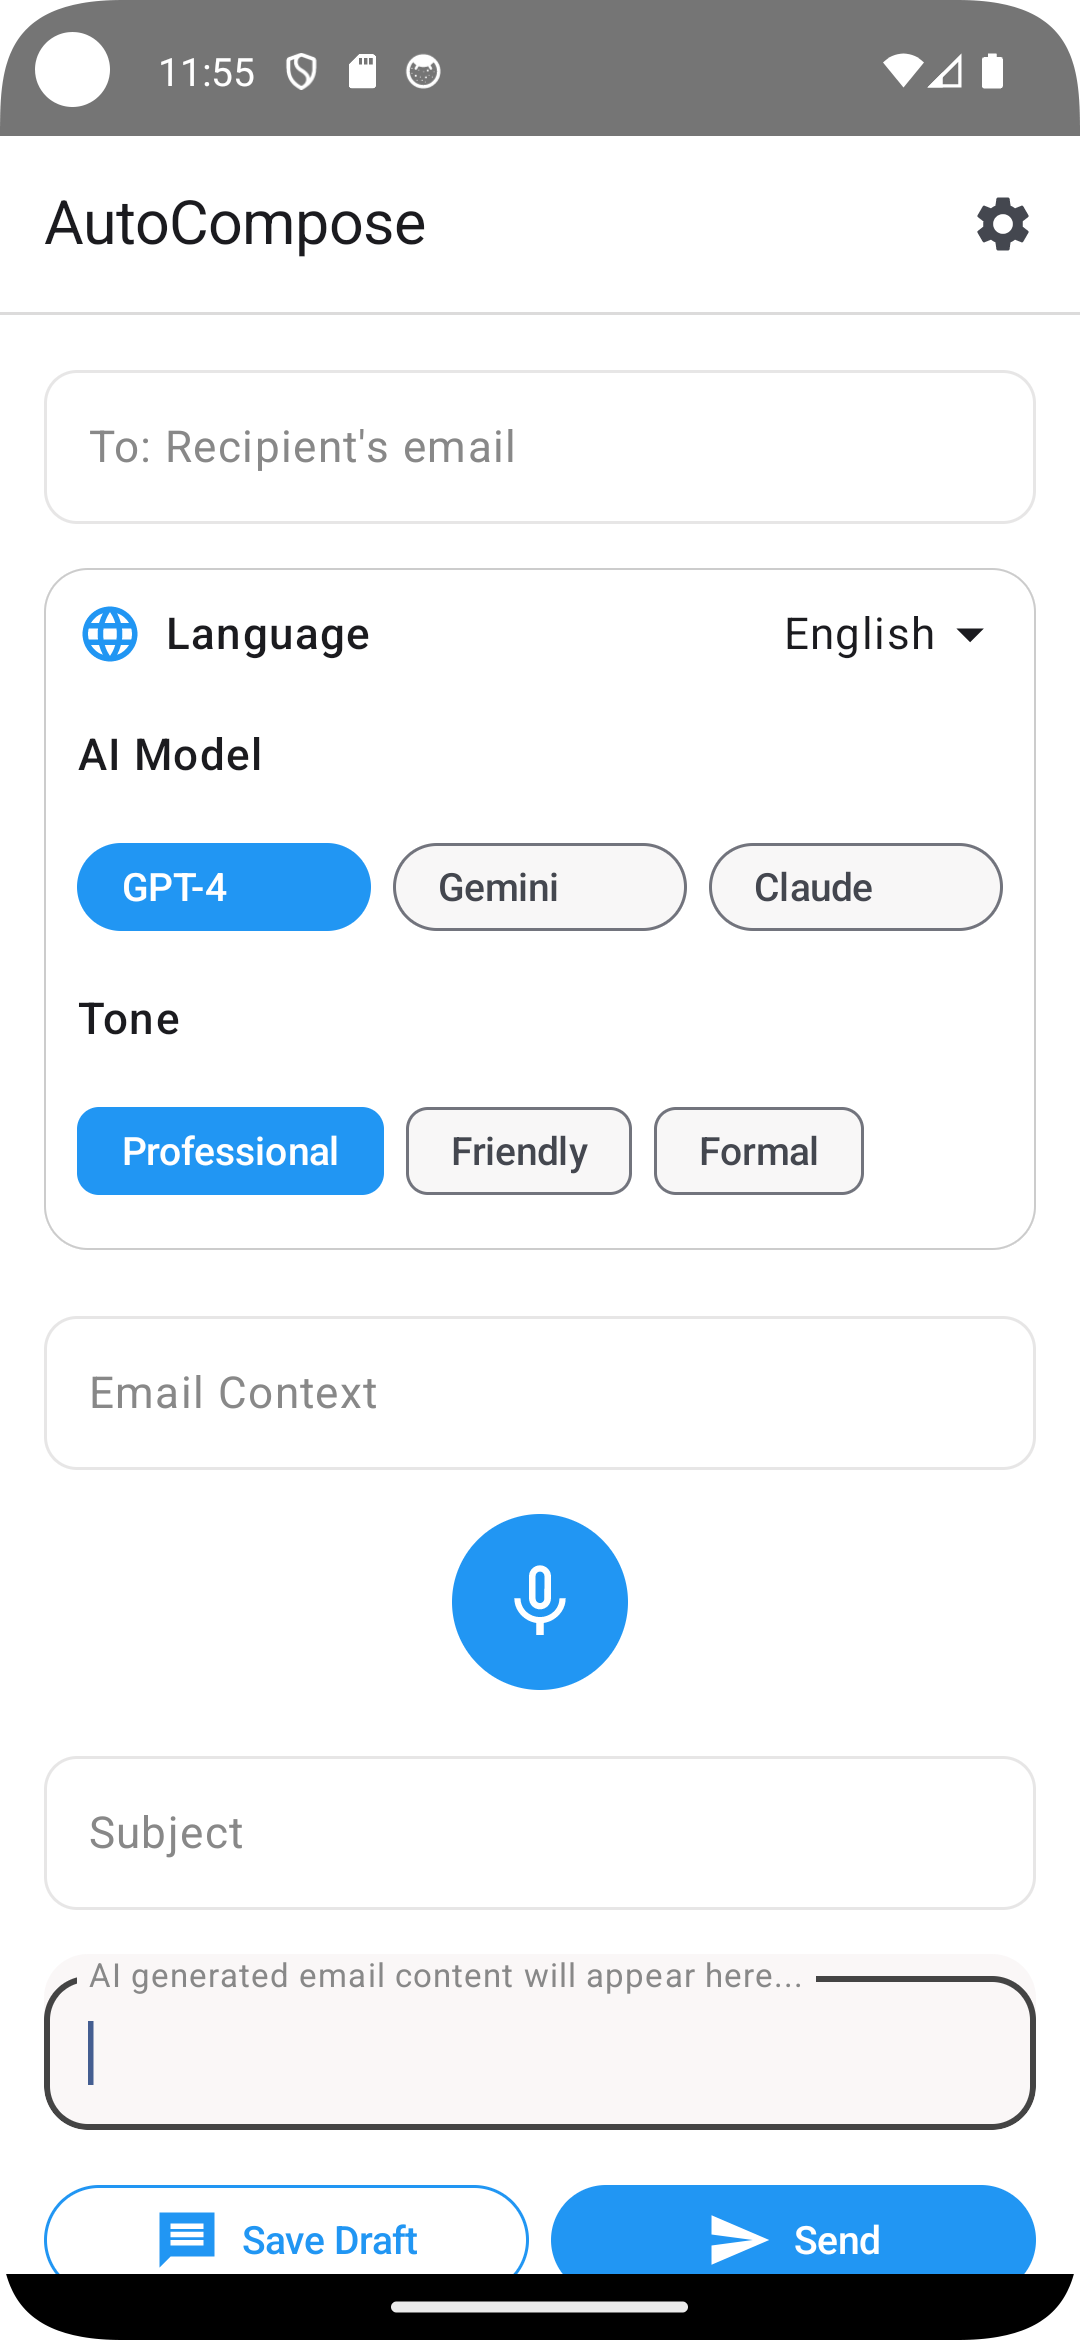 11:55
AutoCompose
To: Recipient's email
Language English
AI Model
GPT-4 Gemini Claude
Tone
Professional Friendly Formal
Email Context
Subject
AI generated email content will appear here...
Save Draft Send